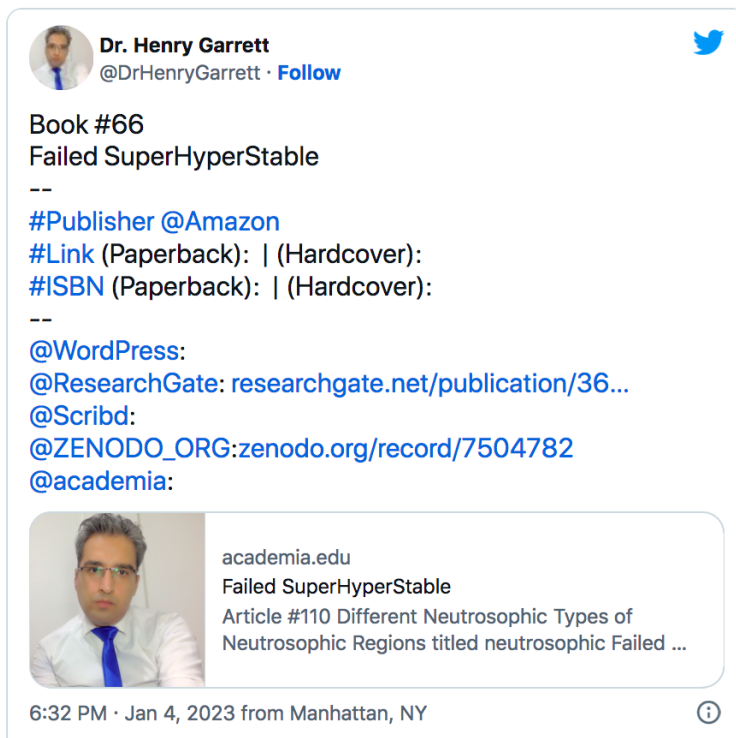 Dr. Henry Garrett
@DrHenryGarrett · Follow
Book #66
Failed SuperHyperStable
--
#Publisher @Amazon
#Link (Paperback):  | (Hardcover):
#ISBN (Paperback):  | (Hardcover):
--
@WordPress:
@ResearchGate: researchgate.net/publication/36...
@Scribd:
@ZENODO_ORG:zenodo.org/record/7504782
@academia:
academia.edu
Failed SuperHyperStable
Article #110 Different Neutrosophic Types of
Neutrosophic Regions titled neutrosophic Failed ...
6:32 PM · Jan 4, 2023 from Manhattan, NY